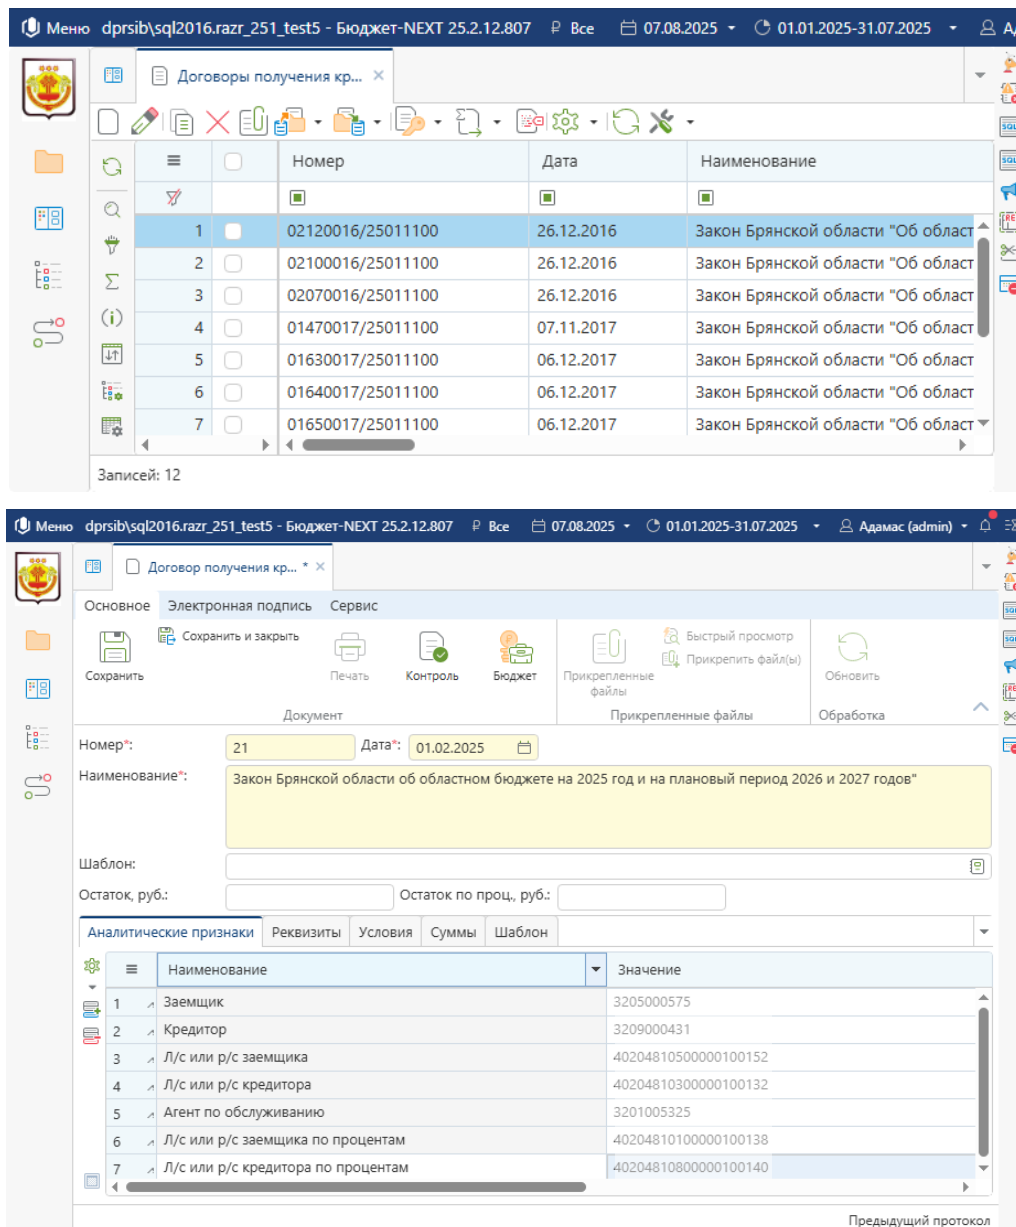 Меню dprsib\sql2016.razr_251_test5 - Бюджет-NEXT 25.2.12.807 ₽ Все 07.08.2025 01.01.2025-31.07.2025
Договоры получения кр... ×
Номер Дата Наименование
1 02120016/25011100 26.12.2016 Закон Брянской области "Об област
2 02100016/25011100 26.12.2016 Закон Брянской области "Об област
3 02070016/25011100 26.12.2016 Закон Брянской области "Об област
4 01470017/25011100 07.11.2017 Закон Брянской области "Об област
5 01630017/25011100 06.12.2017 Закон Брянской области "Об област
6 01640017/25011100 06.12.2017 Закон Брянской области "Об област
7 01650017/25011100 06.12.2017 Закон Брянской области "Об област
Записей: 12
Меню dprsib\sql2016.razr_251_test5 - Бюджет-NEXT 25.2.12.807 ₽ Все 07.08.2025 01.01.2025-31.07.2025 Адамас (admin)
Договор получения кр... * ×
Основное Электронная подпись Сервис
Сохранить
Сохранить и закрыть
Печать
Контроль
Бюджет
Документ
Прикрепленные файлы
Быстрый просмотр
Прикрепить файл(ы)
Прикрепленные файлы
Обновить
Обработка
Номер*: 21 Дата*: 01.02.2025
Наименование*: Закон Брянской области об областном бюджете на 2025 год и на плановый период 2026 и 2027 годов"
Шаблон:
Остаток, руб.: Остаток по проц., руб.:
Аналитические признаки Реквизиты Условия Суммы Шаблон
Наименование Значение
1 Заемщик 3205000575
2 Кредитор 3209000431
3 Л/с или р/с заемщика 40204810500000100152
4 Л/с или р/с кредитора 40204810300000100132
5 Агент по обслуживанию 3201005325
6 Л/с или р/с заемщика по процентам 40204810100000100138
7 Л/с или р/с кредитора по процентам 40204810800000100140
Предыдущий протокол